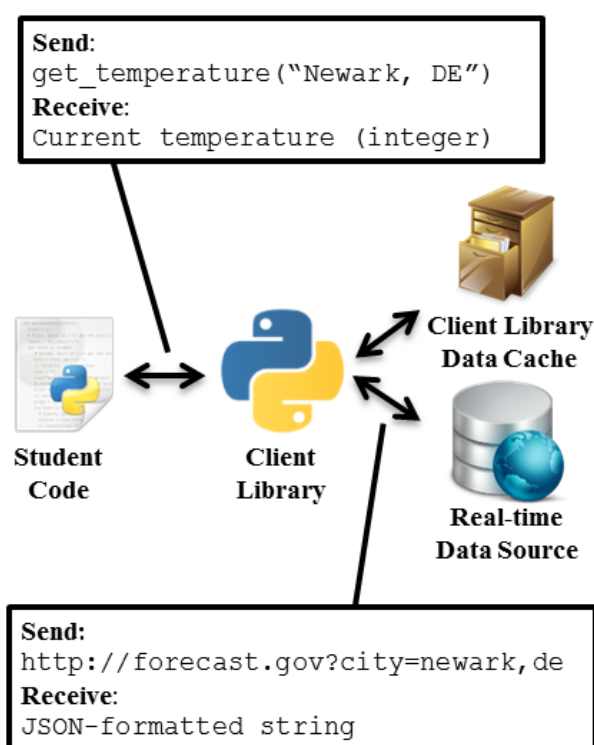 Send:
get_temperature(“Newark, DE”)
Receive:
Current temperature (integer)
Client Library
Data Cache
Student
Code
Client
Library
Real-time
Data Source
Send:
http://forecast.gov?city=newark,de
Receive:
JSON-formatted string